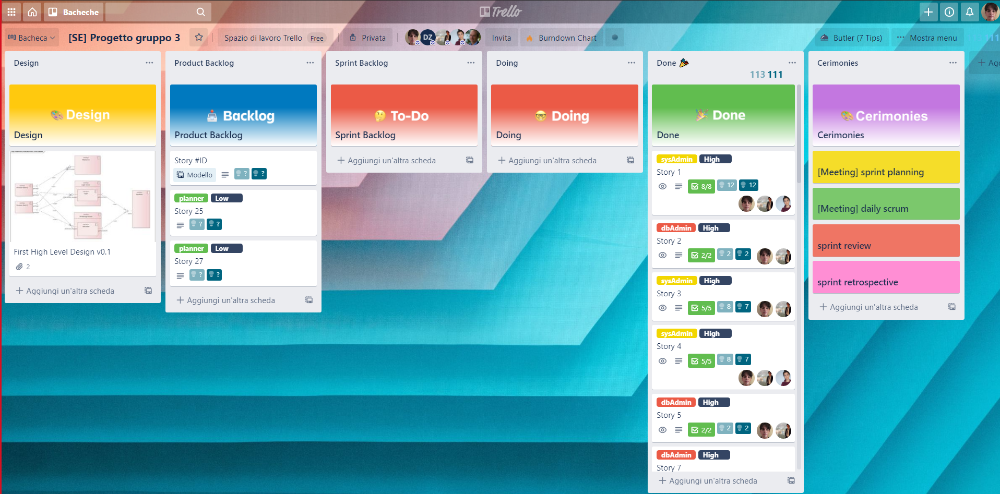 Bacheche
Trello
Bacheca
[SE] Progetto gruppo 3
Spazio di lavoro Trello Free
Privata
DZ
Invita
Burndown Chart
Butler (7 Tips)
Mostra menu
113 111
Design
Design
Design
First High Level Design v0.1
2
+ Aggiungi un'altra scheda
Product Backlog
Backlog
Product Backlog
Story #ID
Modello ? ?
planner Low
Story 25
? ?
planner Low
Story 27
? ?
+ Aggiungi un'altra scheda
Sprint Backlog
To-Do
Sprint Backlog
+ Aggiungi un'altra scheda
Doing
Doing
Doing
+ Aggiungi un'altra scheda
Done
113 111
Done
Done
sysAdmin High
Story 1
8/8 12 12
dbAdmin High
Story 2
2/2 2 2
sysAdmin High
Story 3
5/5 8 7
sysAdmin High
Story 4
5/5 8 7
dbAdmin High
Story 5
2/2 2 2
dbAdmin High
Story 7
+ Aggiungi un'altra scheda
Cerimonies
Cerimonies
Cerimonies
[Meeting] sprint planning
[Meeting] daily scrum
sprint review
sprint retrospective
+ Aggiungi un'altra scheda
+ Agg